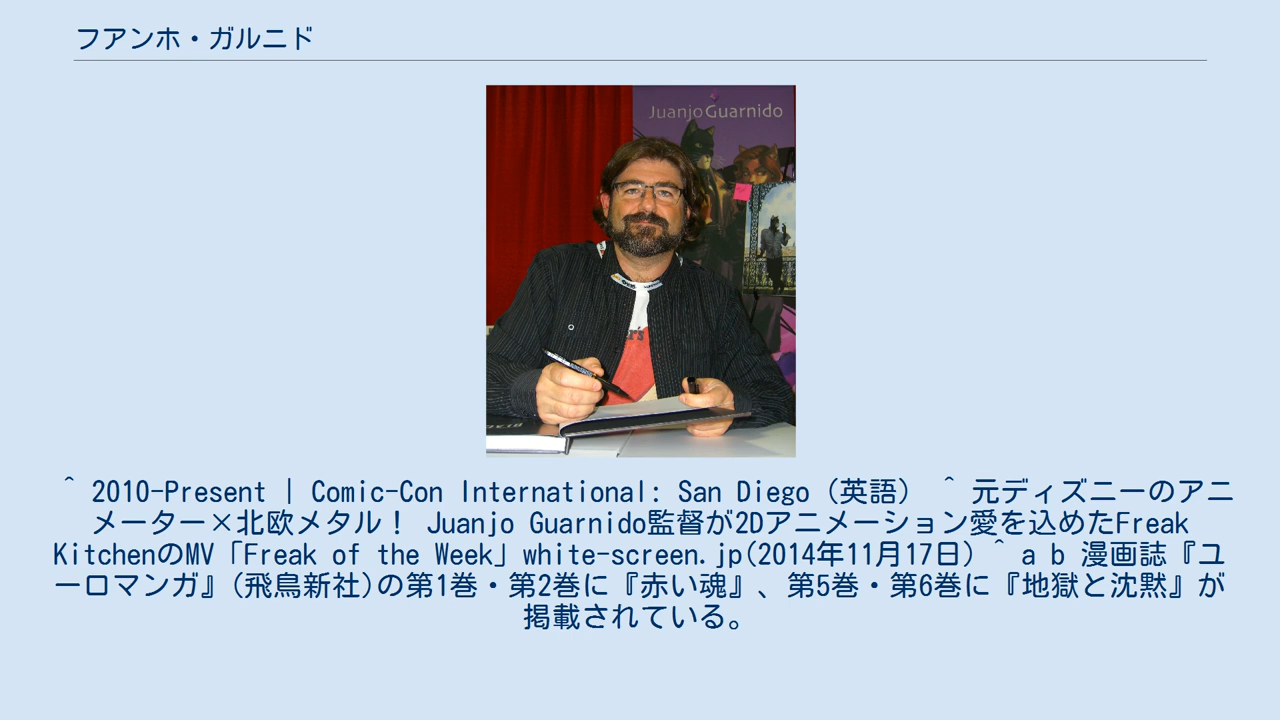 フアンホ・ガルニド
Juanjo Guarnido
er's
BLAC
^ 2010-Present | Comic-Con International: San Diego (英語) ^ 元ディズニーのアニ
メーター×北欧メタル! Juanjo Guarnido監督が2Dアニメーション愛を込めたFreak
KitchenのMV「Freak of the Week」white-screen.jp(2014年11月17日) ^ a b 漫画誌『ユ
ーロマンガ』(飛鳥新社)の第1巻・第2巻に『赤い魂』、第5巻・第6巻に『地獄と沈黙』が
掲載されている。